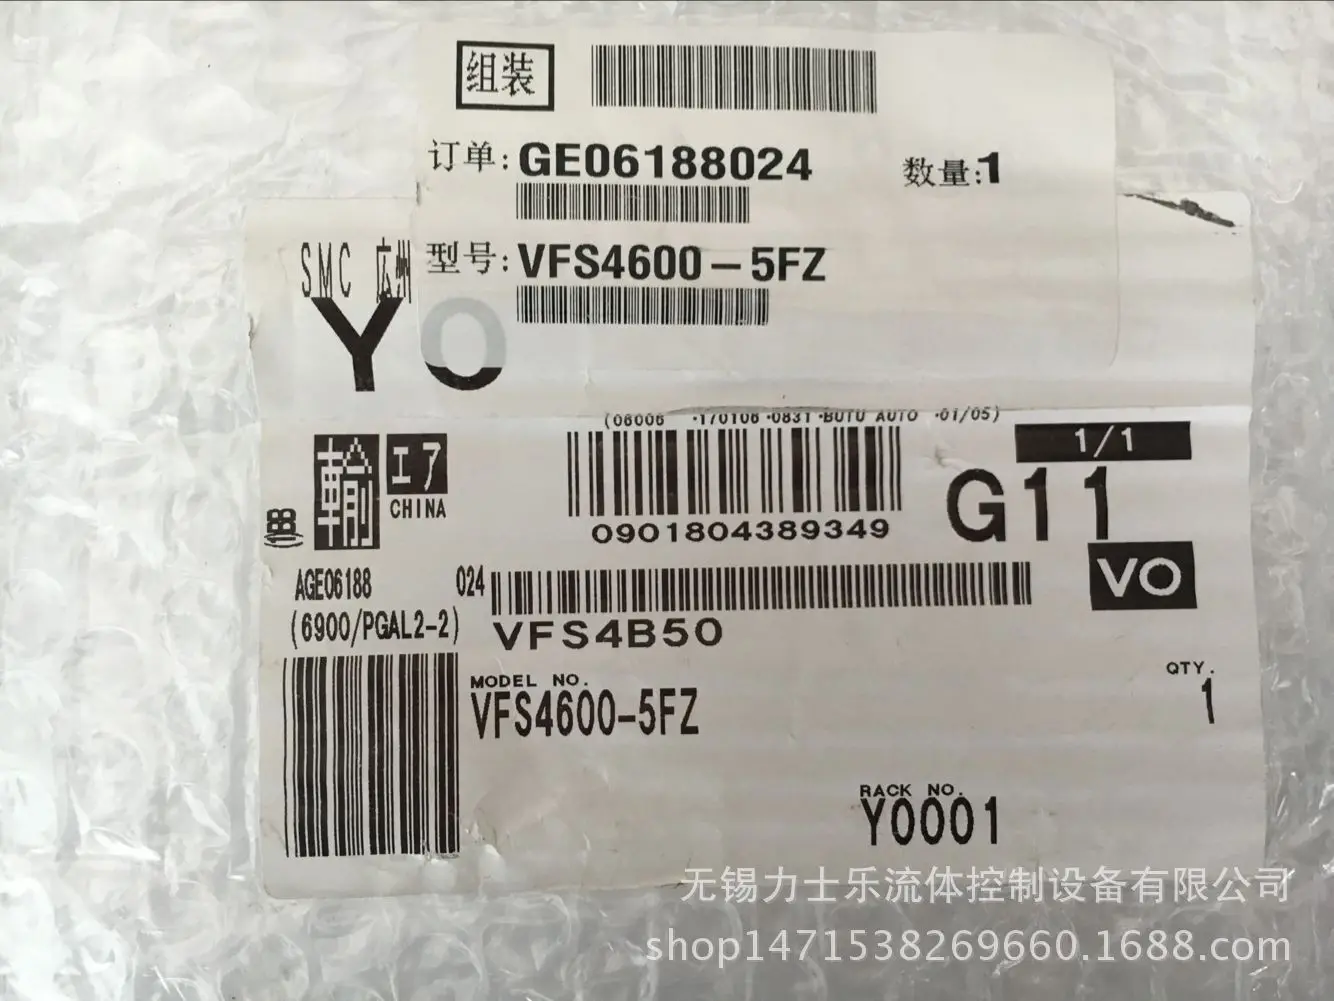 组装
订单:GE06188024
数量:1
SMC 広州
型号:VFS4600-5FZ
YO
(06006 ·170106 ·0831 ·BUTU AUTO ·01/05)
1/1
輸 エア
CHINA
0901804389349
G11
VO
AGE06188 024
(6900/PGAL2-2)
VFS4B50
MODEL NO.
VFS4600-5FZ
QTY.
1
RACK NO.
Y0001
无锡力士乐流体控制设备有限公司
shop1471538269660.1688.com